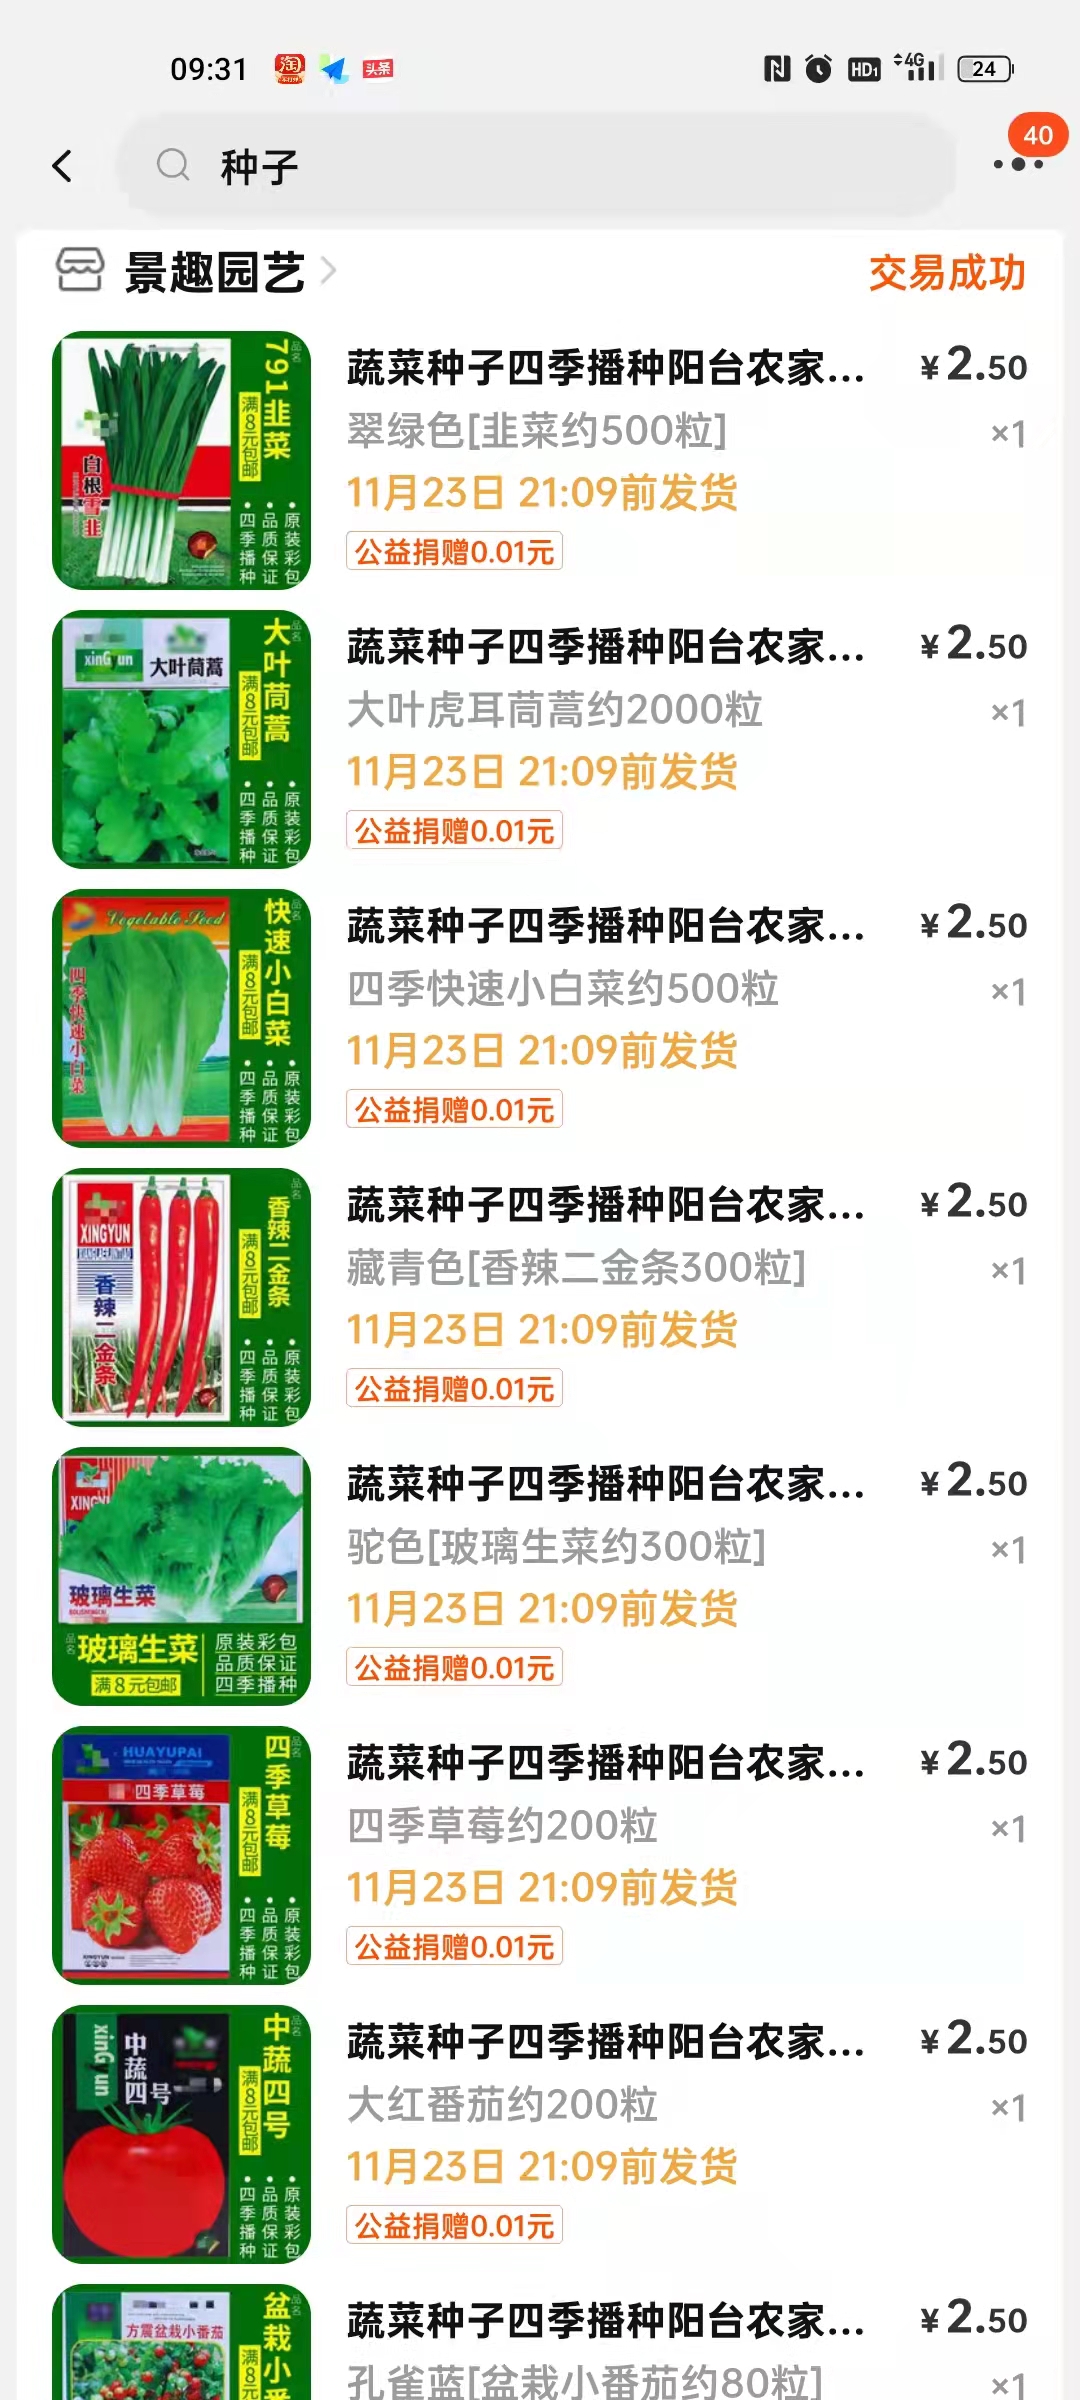 09:31
淘
头条
HD1
4G
24
40
种子
景趣园艺
交易成功
791韭菜
品名
满8元包邮
白根雪韭
四季播种
品质保证
原装彩包
蔬菜种子四季播种阳台农家...
¥2.50
翠绿色[韭菜约500粒]
×1
11月23日 21:09前发货
公益捐赠0.01元
xinGyun
大叶茼蒿
大叶茼蒿
品名
满8元包邮
四季播种
品质保证
原装彩包
蔬菜种子四季播种阳台农家...
¥2.50
大叶虎耳茼蒿约2000粒
×1
11月23日 21:09前发货
公益捐赠0.01元
Vegetable Seed
四季快速小白菜
快速小白菜
品名
满8元包邮
四季播种
品质保证
原装彩包
蔬菜种子四季播种阳台农家...
¥2.50
四季快速小白菜约500粒
×1
11月23日 21:09前发货
公益捐赠0.01元
XINGYUN
XIANGLAERJINTIAO
香辣二金条
香辣二金条
品名
满8元包邮
四季播种
品质保证
原装彩包
蔬菜种子四季播种阳台农家...
¥2.50
藏青色[香辣二金条300粒]
×1
11月23日 21:09前发货
公益捐赠0.01元
玻璃生菜
BOLISHENGCAI
品名
玻璃生菜
满8元包邮
原装彩包
品质保证
四季播种
蔬菜种子四季播种阳台农家...
¥2.50
驼色[玻璃生菜约300粒]
×1
11月23日 21:09前发货
公益捐赠0.01元
HUAYUPAI
四季草莓
XINGYUN
四季草莓
品名
满8元包邮
四季播种
品质保证
原装彩包
蔬菜种子四季播种阳台农家...
¥2.50
四季草莓约200粒
×1
11月23日 21:09前发货
公益捐赠0.01元
xinGyun
中蔬四号
中蔬四号
品名
满8元包邮
四季播种
品质保证
原装彩包
蔬菜种子四季播种阳台农家...
¥2.50
大红番茄约200粒
×1
11月23日 21:09前发货
公益捐赠0.01元
方震盆栽小番茄
盆栽小番
品名
满8元
蔬菜种子四季播种阳台农家...
¥2.50
孔雀蓝[盆栽小番茄约80粒]
×1